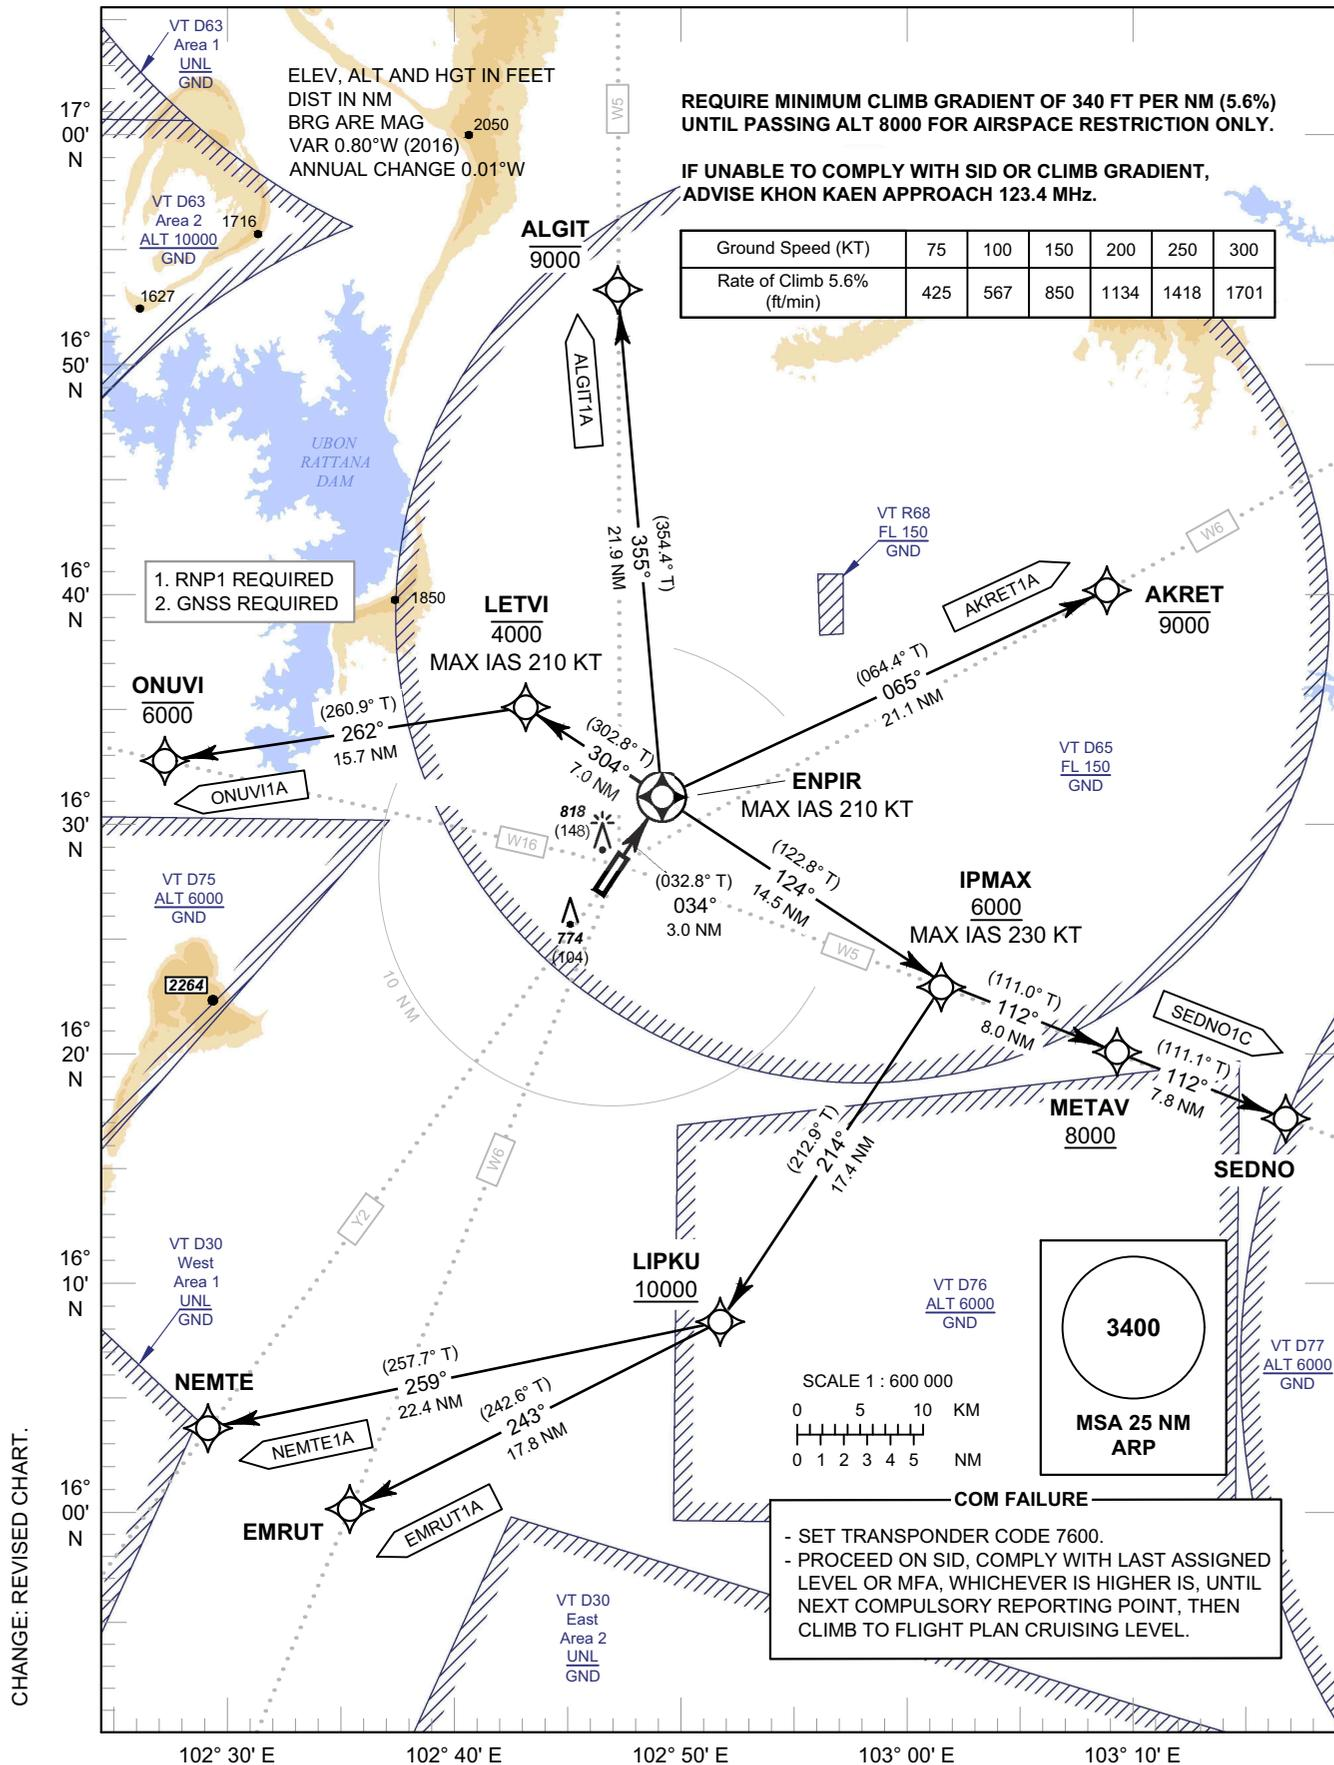 VT D63
Area 1
UNL
GND
ELEV, ALT AND HGT IN FEET
DIST IN NM
BRG ARE MAG
VAR 0.80°W (2016)
ANNUAL CHANGE 0.01°W
2050
W5
REQUIRE MINIMUM CLIMB GRADIENT OF 340 FT PER NM (5.6%)
UNTIL PASSING ALT 8000 FOR AIRSPACE RESTRICTION ONLY.
IF UNABLE TO COMPLY WITH SID OR CLIMB GRADIENT,
ADVISE KHON KAEN APPROACH 123.4 MHz.
17°
00'
N
VT D63
Area 2
ALT 10000
GND
1716
1627
ALGIT
9000
Ground Speed (KT) 75 100 150 200 250 300
Rate of Climb 5.6%
(ft/min) 425 567 850 1134 1418 1701
16°
50'
N
ALGIT1A
UBON
RATTANA
DAM
(354.4° T)
355°
21.9 NM
VT R68
FL 150
GND
W6
16°
40'
N
1. RNP1 REQUIRED
2. GNSS REQUIRED
1850
LETVI
4000
MAX IAS 210 KT
AKRET1A
AKRET
9000
(064.4° T)
065°
21.1 NM
ONUVI
6000
(260.9° T)
262°
15.7 NM
(302.8° T)
304°
7.0 NM
ONUVI1A
ENPIR
MAX IAS 210 KT
VT D65
FL 150
GND
16°
30'
N
818
(148)
W16
(032.8° T)
034°
3.0 NM
(122.8° T)
124°
14.5 NM
VT D75
ALT 6000
GND
774
(104)
W5
IPMAX
6000
MAX IAS 230 KT
2264
10 NM
(111.0° T)
112°
8.0 NM
SEDNO1C
16°
20'
N
(111.1° T)
112°
7.8 NM
METAV
8000
SEDNO
(212.9° T)
214°
17.4 NM
W6
Y2
VT D30
West
Area 1
UNL
GND
16°
10'
N
LIPKU
10000
VT D76
ALT 6000
GND
3400
MSA 25 NM
ARP
VT D77
ALT 6000
GND
NEMTE
(257.7° T)
259°
22.4 NM
(242.6° T)
243°
17.8 NM
SCALE 1 : 600 000
0 5 10 KM
0 1 2 3 4 5 NM
NEMTE1A
16°
00'
N
EMRUT
EMRUT1A
COM FAILURE
- SET TRANSPONDER CODE 7600.
- PROCEED ON SID, COMPLY WITH LAST ASSIGNED
LEVEL OR MFA, WHICHEVER IS HIGHER IS, UNTIL
NEXT COMPULSORY REPORTING POINT, THEN
CLIMB TO FLIGHT PLAN CRUISING LEVEL.
VT D30
East
Area 2
UNL
GND
CHANGE: REVISED CHART.
102° 30' E 102° 40' E 102° 50' E 103° 00' E 103° 10' E